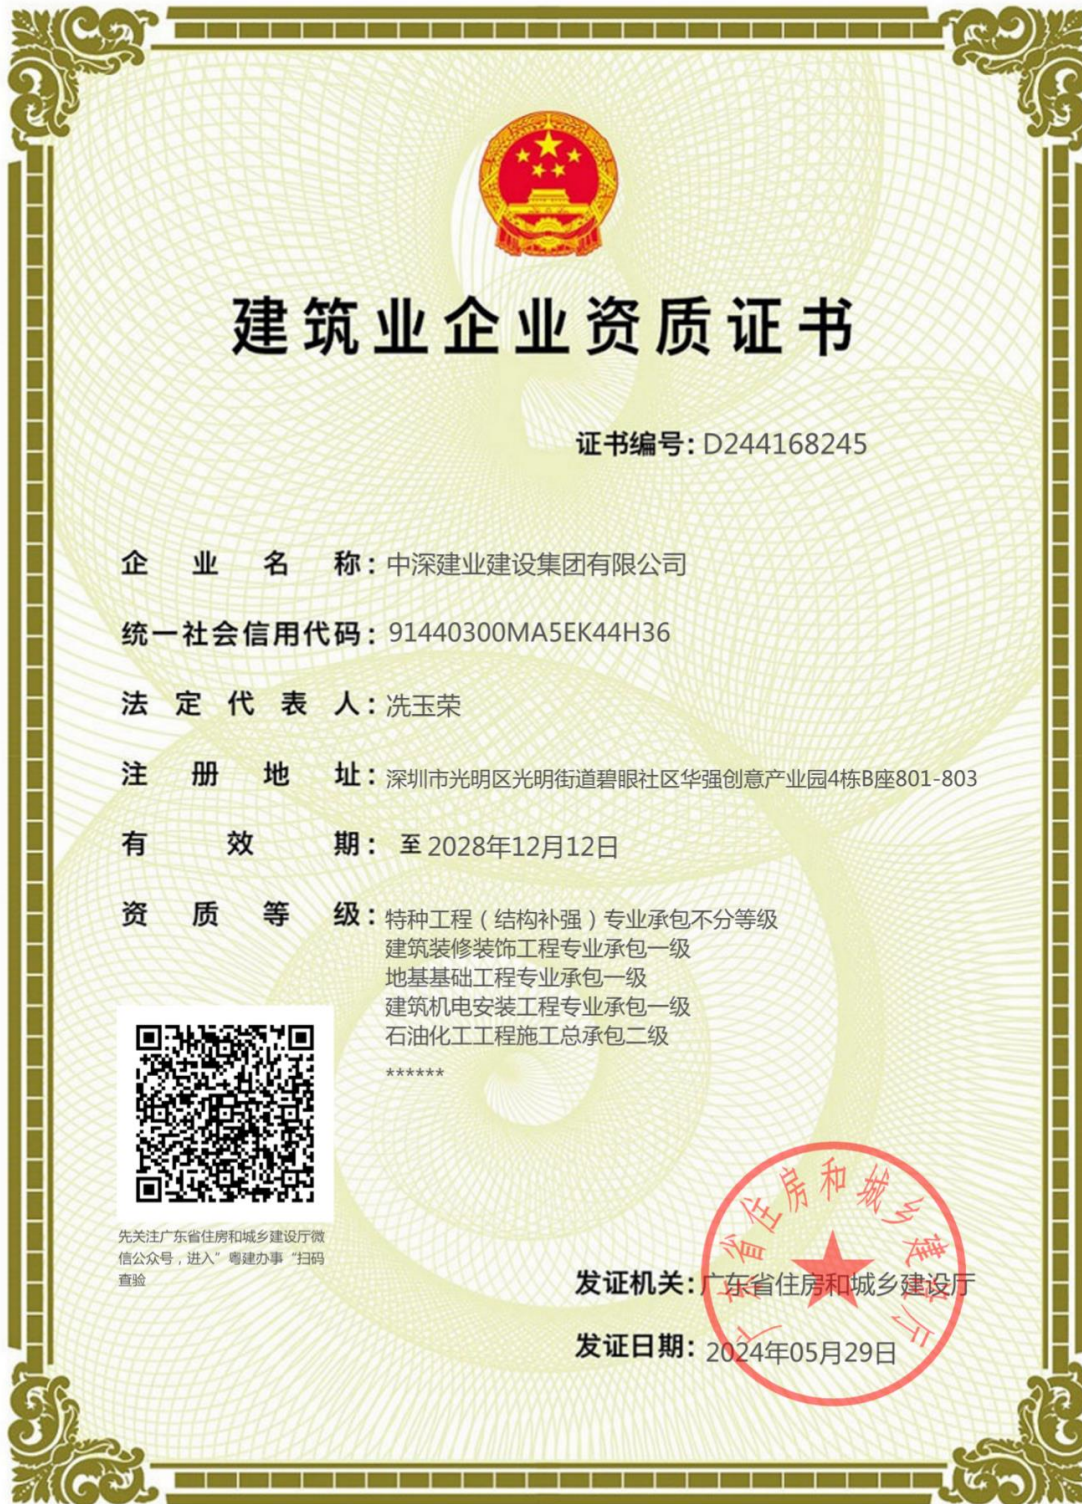 建筑业企业资质证书
证书编号：D244168245
企业名称：中深建业建设集团有限公司
统一社会信用代码：91440300MA5EK44H36
法定代表人：冼玉荣
注册地址：深圳市光明区光明街道碧眼社区华强创意产业园4栋B座801-803
有效期：至2028年12月12日
资质等级：特种工程（结构补强）专业承包不分等级
建筑装修装饰工程专业承包一级
地基基础工程专业承包一级
建筑机电安装工程专业承包一级
石油化工工程施工总承包二级
******
先关注广东省住房和城乡建设厅微
信公众号，进入”粤建办事“扫码
查验
广东省住房和城乡建设厅
发证机关：广东省住房和城乡建设厅
发证日期：2024年05月29日